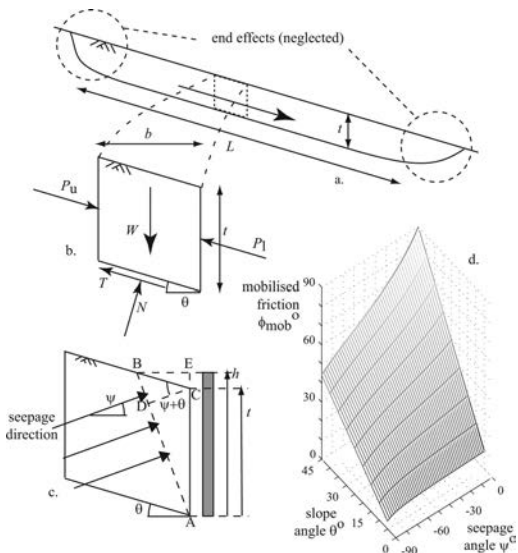 end effects (neglected)
L
t
a.
b
P_u
W
t
P_l
b.
T
N
θ
d.
mobilised
friction
ϕ_mob°
90
60
30
0
45
30
15
0
slope
angle θ°
-90
-60
-30
0
seepage
angle ψ°
B
E
h
ψ
D
ψ+θ
C
t
seepage
direction
c.
θ
A